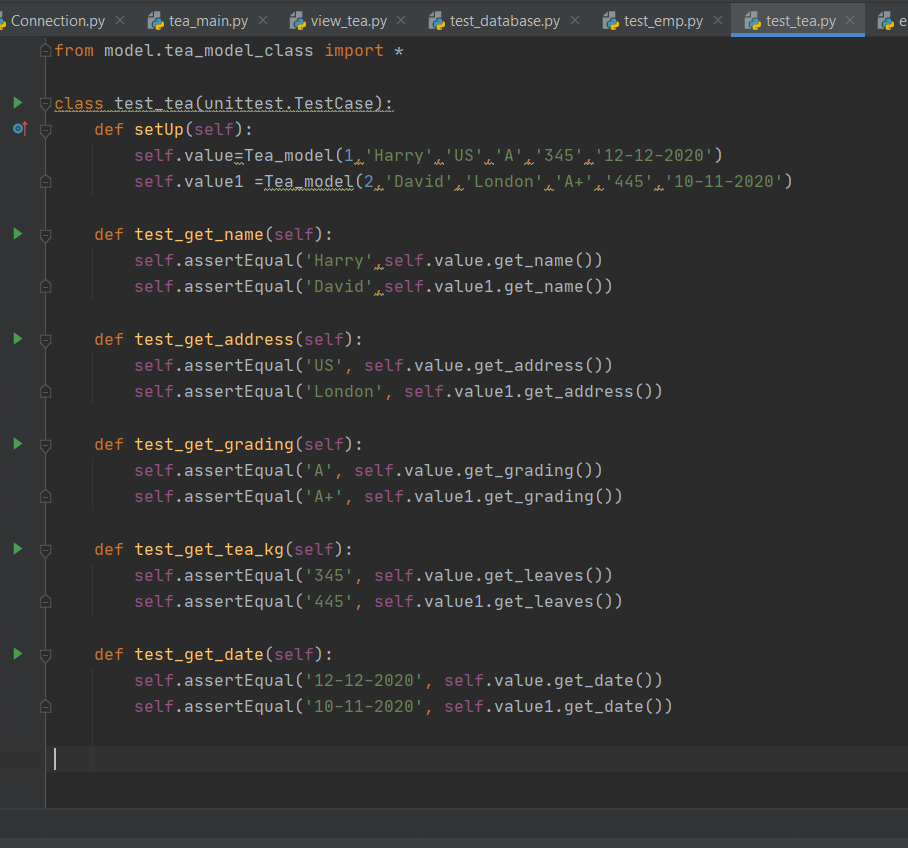 Connection.py tea_main.py view_tea.py test_database.py test_emp.py test_tea.py e
from model.tea_model_class import *
class test_tea(unittest.TestCase):
    def setUp(self):
        self.value=Tea_model(1,'Harry','US','A','345','12-12-2020')
        self.value1 =Tea_model(2,'David','London','A+','445','10-11-2020')
    def test_get_name(self):
        self.assertEqual('Harry',self.value.get_name())
        self.assertEqual('David',self.value1.get_name())
    def test_get_address(self):
        self.assertEqual('US', self.value.get_address())
        self.assertEqual('London', self.value1.get_address())
    def test_get_grading(self):
        self.assertEqual('A', self.value.get_grading())
        self.assertEqual('A+', self.value1.get_grading())
    def test_get_tea_kg(self):
        self.assertEqual('345', self.value.get_leaves())
        self.assertEqual('445', self.value1.get_leaves())
    def test_get_date(self):
        self.assertEqual('12-12-2020', self.value.get_date())
        self.assertEqual('10-11-2020', self.value1.get_date())